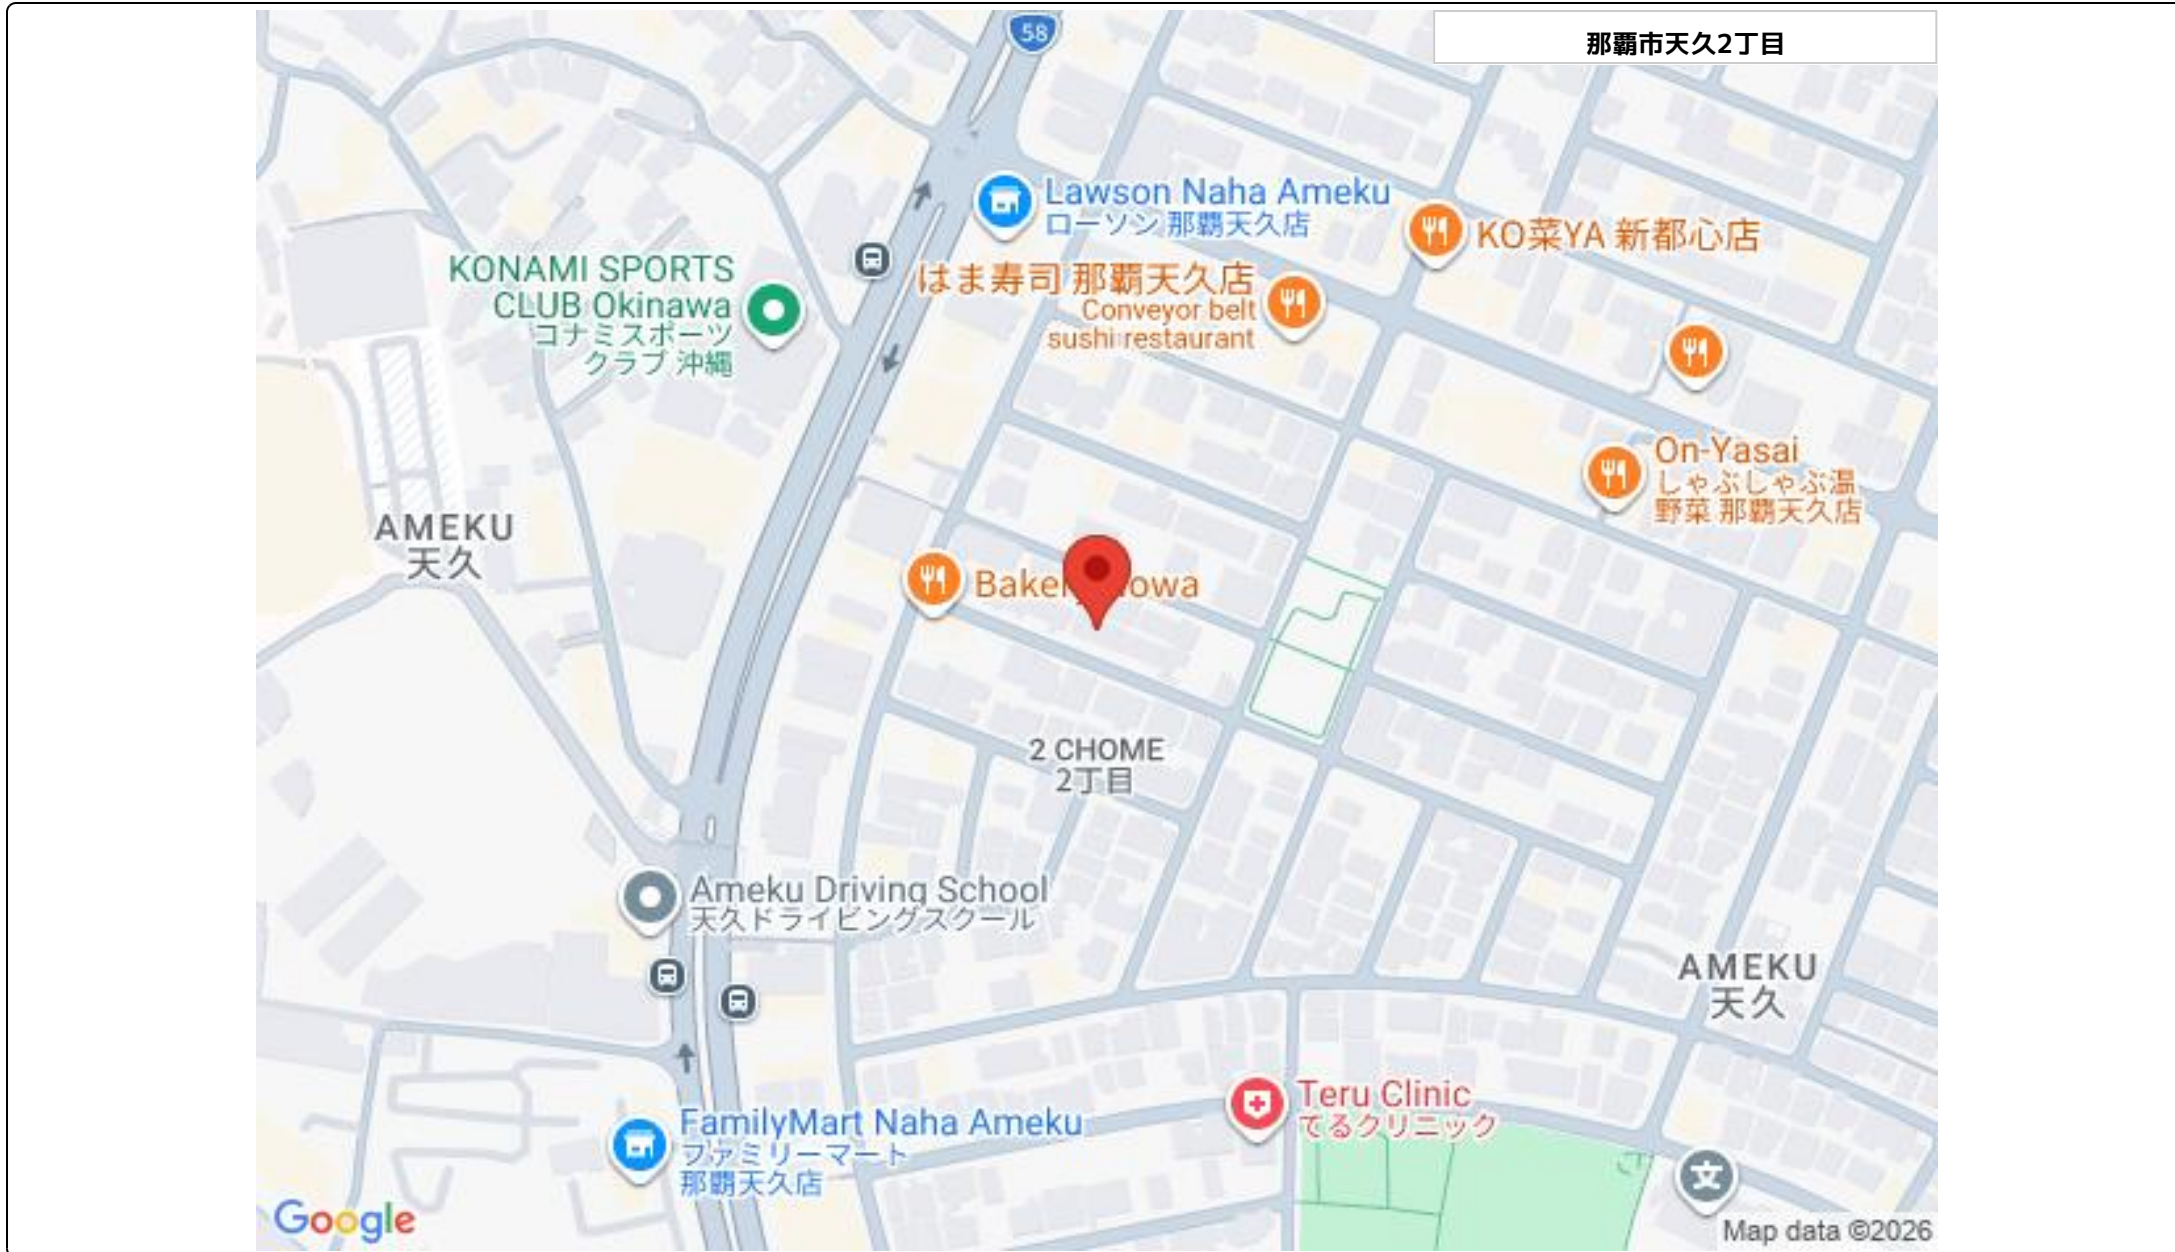 58
那覇市天久2丁目
Lawson Naha Ameku
ローソン 那覇天久店
KO菜YA 新都心店
KONAMI SPORTS
CLUB Okinawa
コナミスポーツ
クラブ 沖縄
はま寿司 那覇天久店
Conveyor belt
sushi restaurant
On-Yasai
しゃぶしゃぶ温
野菜 那覇天久店
AMEKU
天久
2 CHOME
2丁目
Ameku Driving School
天久ドライビングスクール
AMEKU
天久
Teru Clinic
てるクリニック
FamilyMart Naha Ameku
ファミリーマート
那覇天久店
文
Google
Map data ©2026